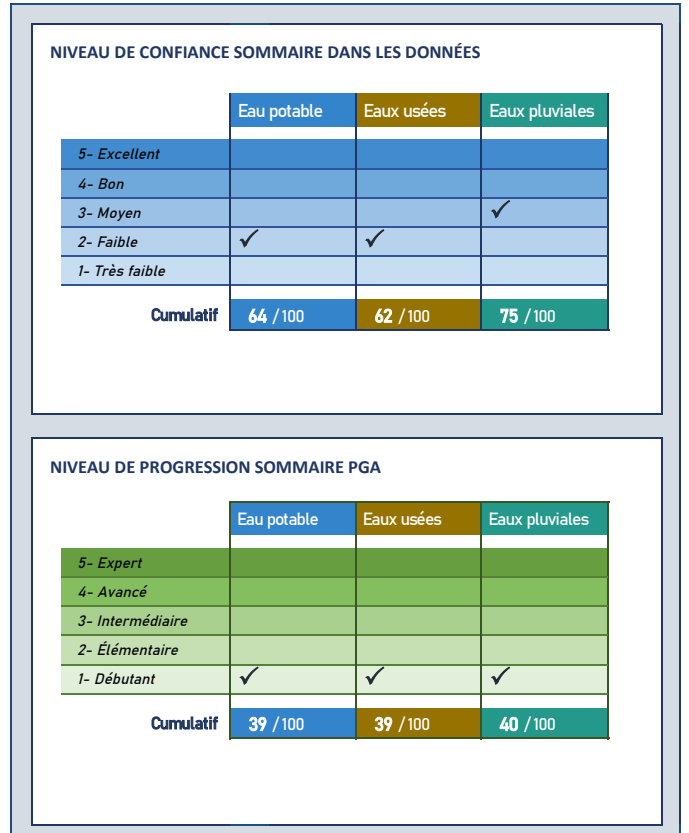 NIVEAU DE CONFIANCE SOMMAIRE DANS LES DONNÉES
Eau potable Eaux usées Eaux pluviales
5- Excellent
4- Bon
3- Moyen ✓
2- Faible ✓ ✓
1- Très faible
Cumulatif 64 /100 62 /100 75 /100
NIVEAU DE PROGRESSION SOMMAIRE PGA
Eau potable Eaux usées Eaux pluviales
5- Expert
4- Avancé
3- Intermédiaire
2- Élémentaire
1- Débutant ✓ ✓ ✓
Cumulatif 39 /100 39 /100 40 /100